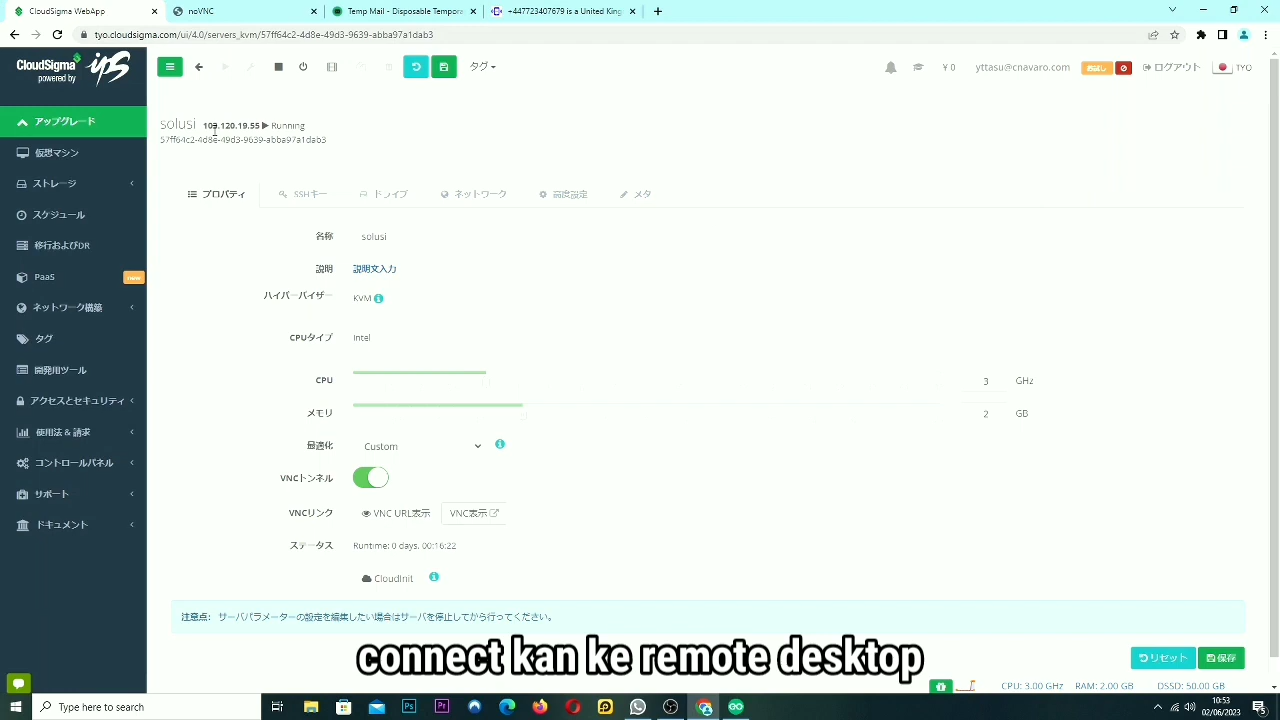 CloudSigma WebApp
noVNC
Temp Mail - Disposable Tempora
+447723407679 is a United King
tyo.cloudsigma.com/ui/4.0/servers_kvm/57ff64c2-4d8e-49d3-9639-abba97a1dab3
CloudSigma
powered by
タグ
¥ 0
yttasu@cnavaro.com
お試し
ログアウト
TYO
アップグレード
仮想マシン
ストレージ
スケジュール
移行およびDR
PaaS
new
ネットワーク構築
タグ
開発用ツール
アクセスとセキュリティ
使用法 & 請求
コントロールパネル
サポート
ドキュメント
solusi 103.120.19.55 Running
57ff64c2-4d8e-49d3-9639-abba97a1dab3
プロパティ
SSHキー
ドライブ
ネットワーク
高度設定
メタ
名称 solusi
説明 説明文入力
ハイパーバイザー KVM
CPUタイプ Intel
CPU 3 GHz
メモリ 2 GB
最適化 Custom
VNCトンネル
VNCリンク VNC URL表示 VNC表示
ステータス Runtime: 0 days. 00:16:22
CloudInit
注意点: サーバパラメーターの設定を編集したい場合はサーバを停止してから行ってください。
connect kan ke remote desktop
リセット
保存
CPU: 3.00 GHz RAM: 2.00 GB DSSD: 50.00 GB
Type here to search
10:53
02/06/2023